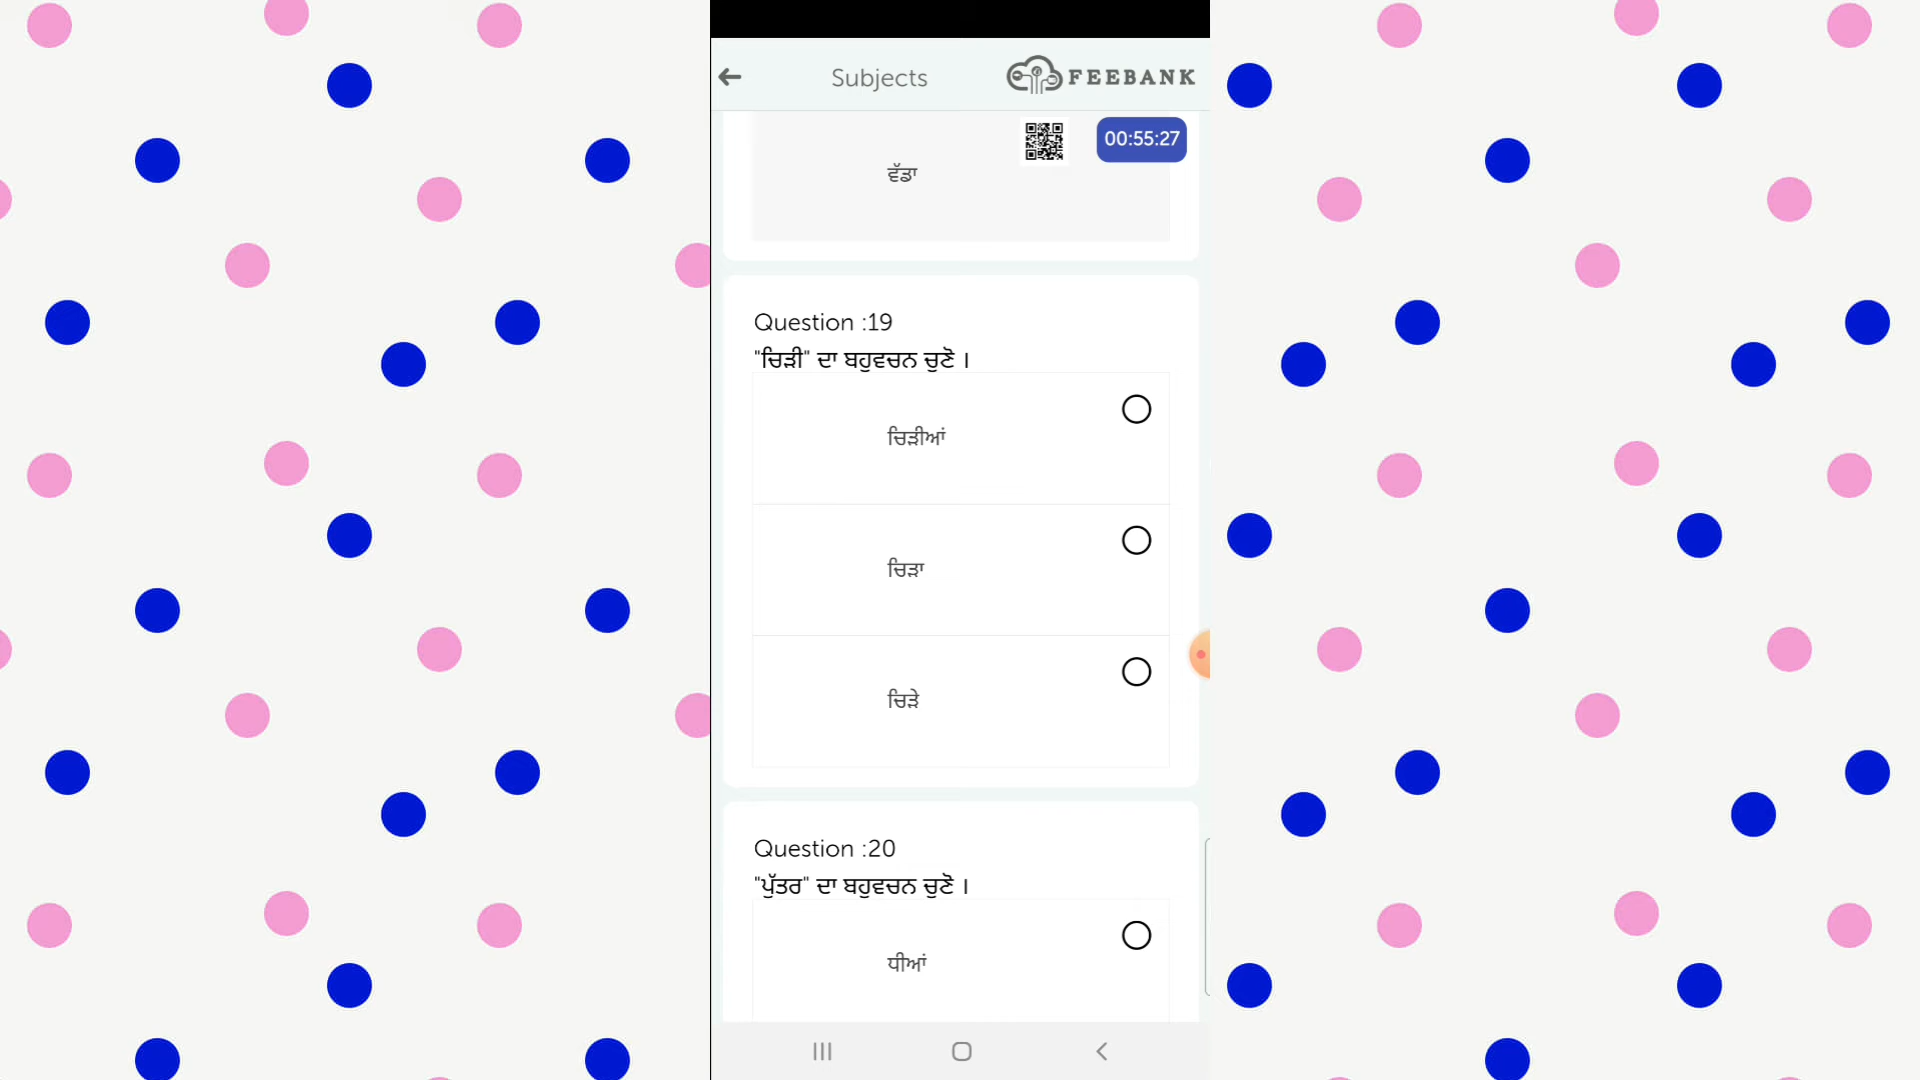 Subjects
FEEBANK
00:55:27
ਵੱਡਾ
Question :19
"ਚਿੜੀ" ਦਾ ਬਹੁਵਚਨ ਚੁਣੋ ।
ਚਿੜੀਆਂ
ਚਿੜਾ
ਚਿੜੇ
Question :20
"ਪੁੱਤਰ" ਦਾ ਬਹੁਵਚਨ ਚੁਣੋ ।
ਧੀਆਂ